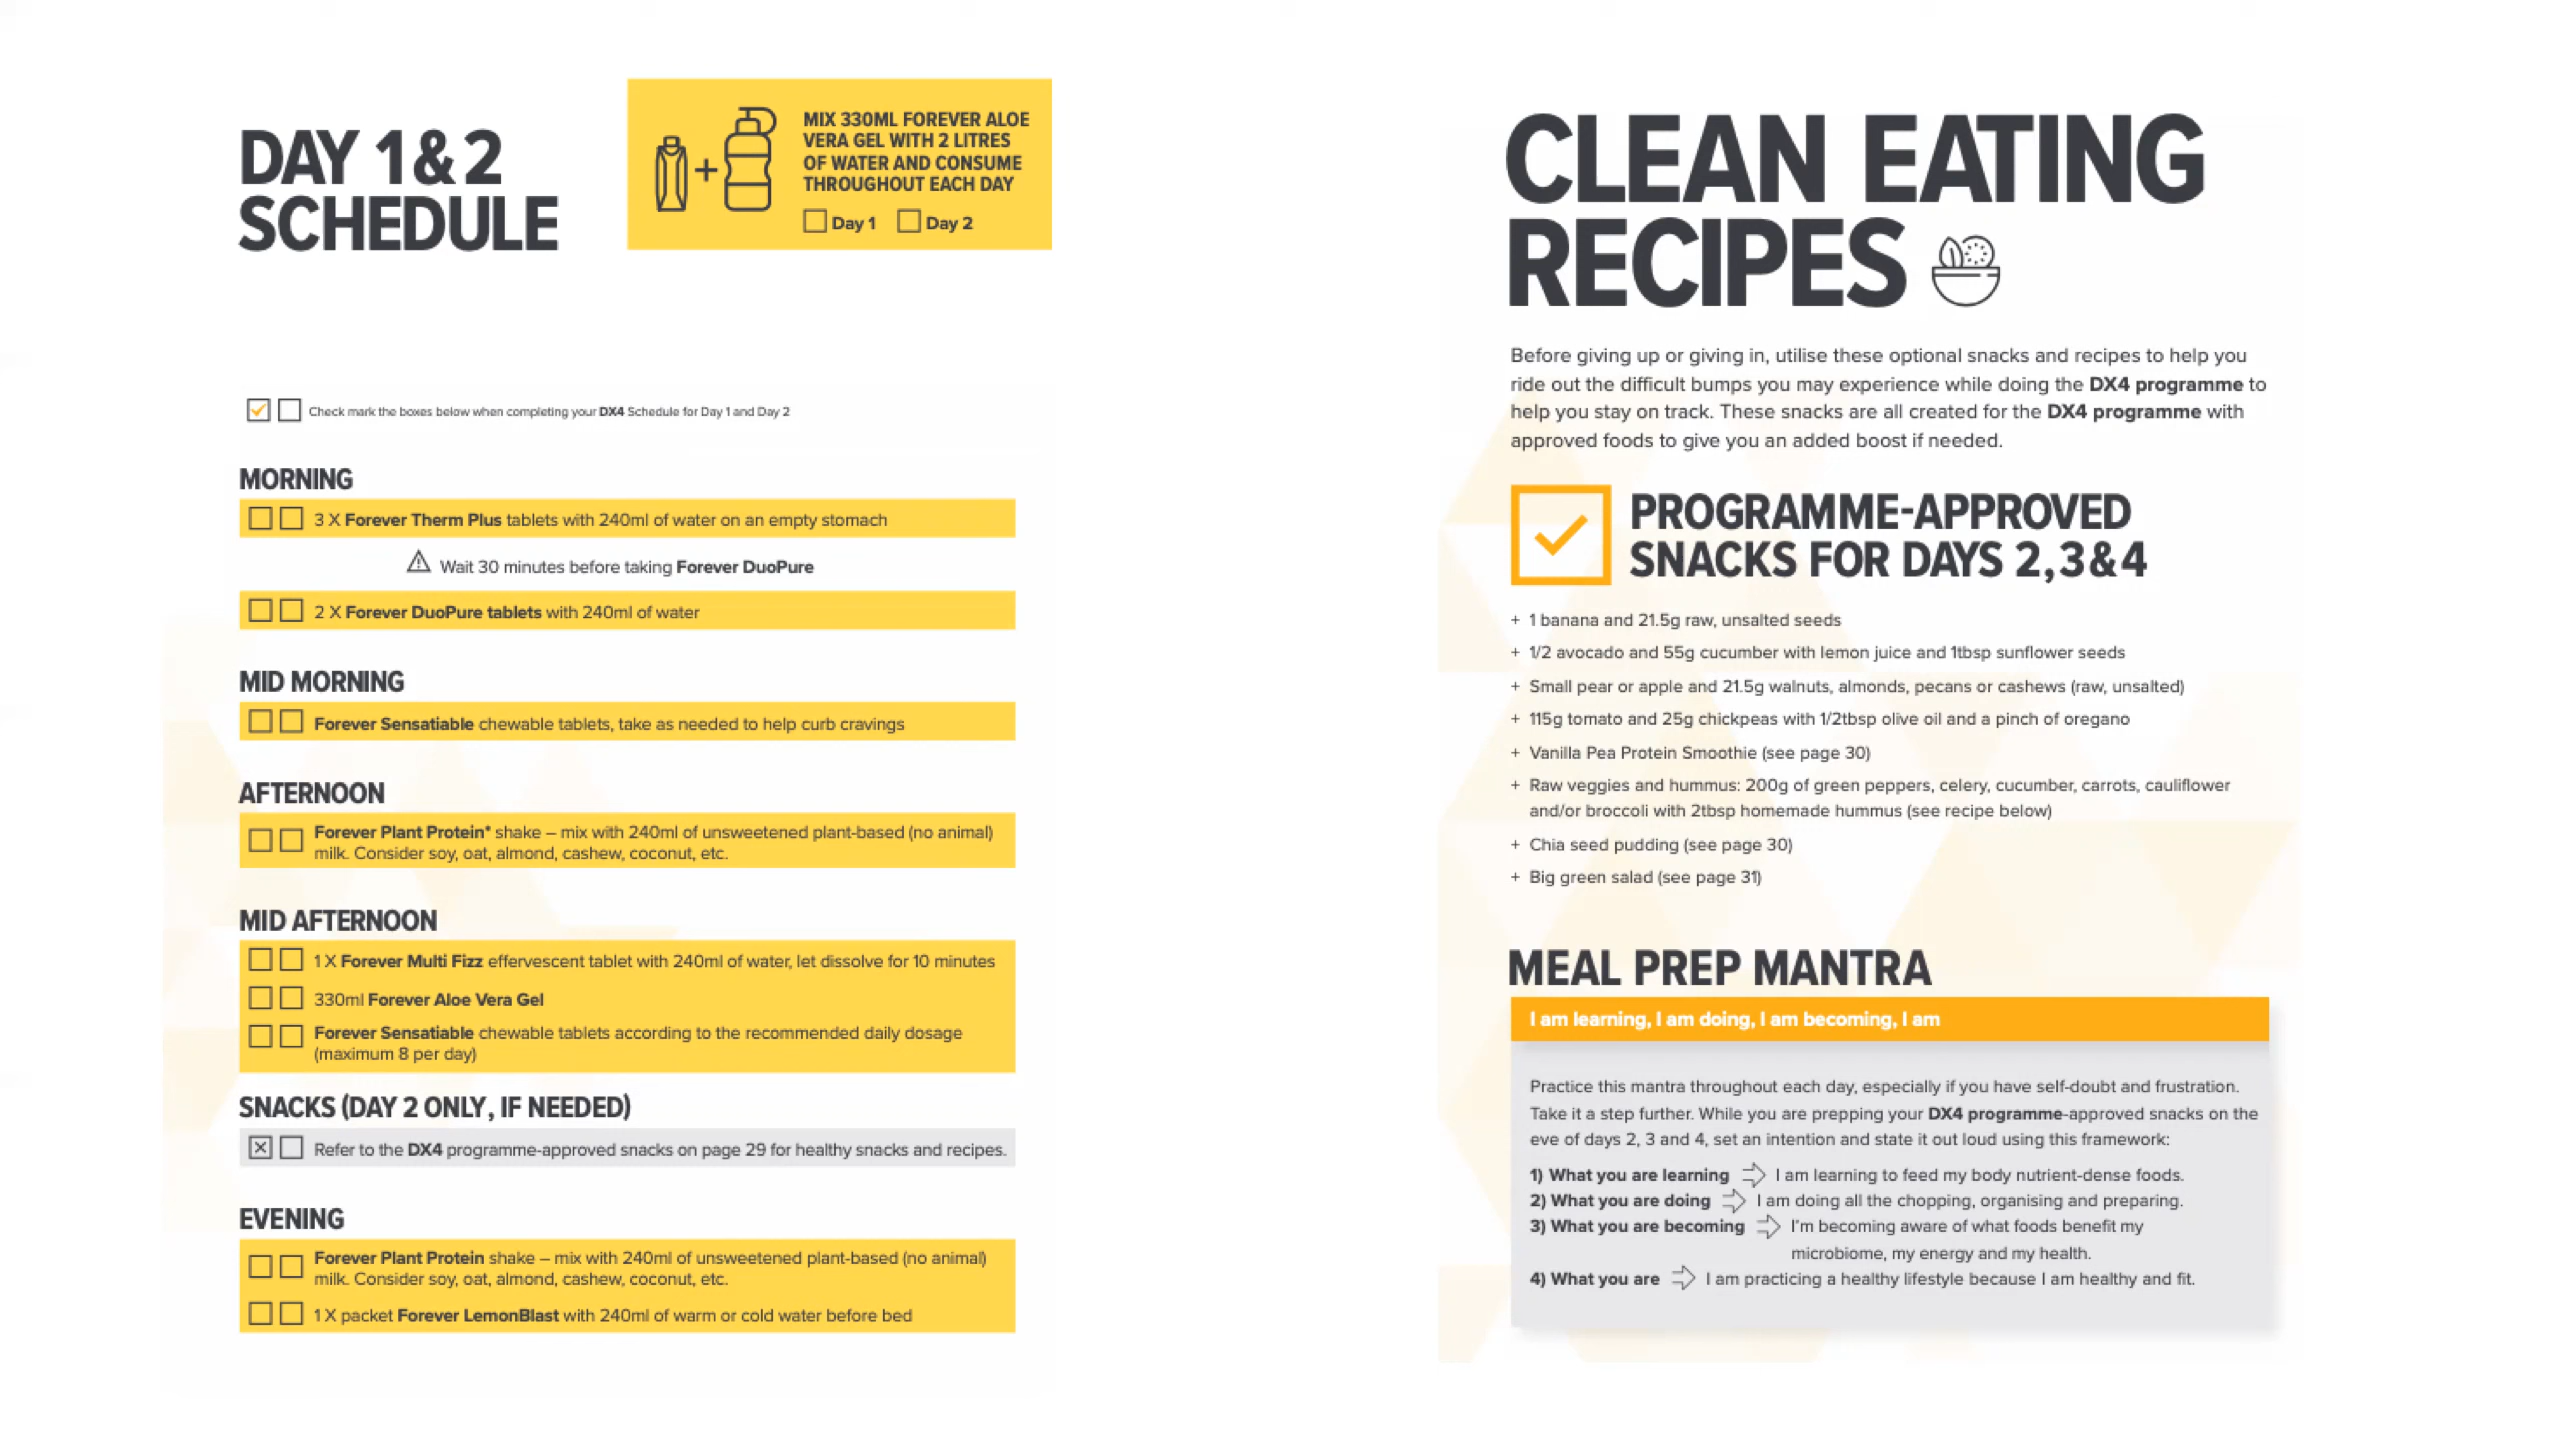 DAY 1 & 2
SCHEDULE
MIX 330ML FOREVER ALOE
VERA GEL WITH 2 LITRES
OF WATER AND CONSUME
THROUGHOUT EACH DAY
Day 1 Day 2
Check mark the boxes below when completing your DX4 Schedule for Day 1 and Day 2
MORNING
3 X Forever Therm Plus tablets with 240ml of water on an empty stomach
Wait 30 minutes before taking Forever DuoPure
2 X Forever DuoPure tablets with 240ml of water
MID MORNING
Forever Sensatiable chewable tablets, take as needed to help curb cravings
AFTERNOON
Forever Plant Protein* shake – mix with 240ml of unsweetened plant-based (no animal)
milk. Consider soy, oat, almond, cashew, coconut, etc.
MID AFTERNOON
1 X Forever Multi Fizz effervescent tablet with 240ml of water, let dissolve for 10 minutes
330ml Forever Aloe Vera Gel
Forever Sensatiable chewable tablets according to the recommended daily dosage
(maximum 8 per day)
SNACKS (DAY 2 ONLY, IF NEEDED)
Refer to the DX4 programme-approved snacks on page 29 for healthy snacks and recipes.
EVENING
Forever Plant Protein shake – mix with 240ml of unsweetened plant-based (no animal)
milk. Consider soy, oat, almond, cashew, coconut, etc.
1 X packet Forever LemonBlast with 240ml of warm or cold water before bed
CLEAN EATING
RECIPES
Before giving up or giving in, utilise these optional snacks and recipes to help you
ride out the difficult bumps you may experience while doing the DX4 programme to
help you stay on track. These snacks are all created for the DX4 programme with
approved foods to give you an added boost if needed.
PROGRAMME-APPROVED
SNACKS FOR DAYS 2, 3 & 4
+ 1 banana and 21.5g raw, unsalted seeds
+ 1/2 avocado and 55g cucumber with lemon juice and 1tbsp sunflower seeds
+ Small pear or apple and 21.5g walnuts, almonds, pecans or cashews (raw, unsalted)
+ 115g tomato and 25g chickpeas with 1/2tbsp olive oil and a pinch of oregano
+ Vanilla Pea Protein Smoothie (see page 30)
+ Raw veggies and hummus: 200g of green peppers, celery, cucumber, carrots, cauliflower
and/or broccoli with 2tbsp homemade hummus (see recipe below)
+ Chia seed pudding (see page 30)
+ Big green salad (see page 31)
MEAL PREP MANTRA
I am learning, I am doing, I am becoming, I am
Practice this mantra throughout each day, especially if you have self-doubt and frustration.
Take it a step further. While you are prepping your DX4 programme-approved snacks on the
eve of days 2, 3 and 4, set an intention and state it out loud using this framework:
1) What you are learning ⇒ I am learning to feed my body nutrient-dense foods.
2) What you are doing ⇒ I am doing all the chopping, organising and preparing.
3) What you are becoming ⇒ I'm becoming aware of what foods benefit my
microbiome, my energy and my health.
4) What you are ⇒ I am practicing a healthy lifestyle because I am healthy and fit.